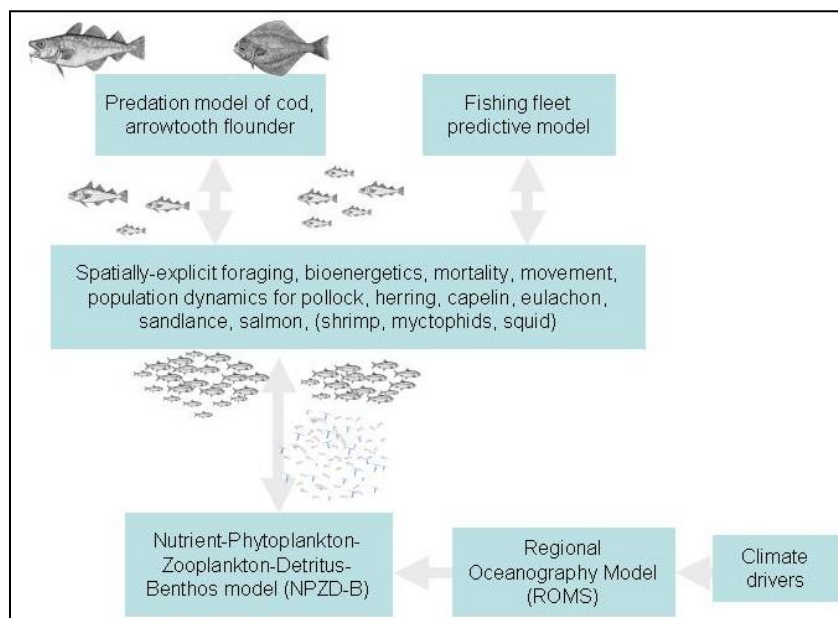 Predation model of cod,
arrowtooth flounder
Fishing fleet
predictive model
Spatially-explicit foraging, bioenergetics, mortality, movement,
population dynamics for pollock, herring, capelin, eulachon,
sandlance, salmon, (shrimp, myctophids, squid)
Nutrient-Phytoplankton-
Zooplankton-Detritus-
Benthos model (NPZD-B)
Regional
Oceanography Model
(ROMS)
Climate
drivers